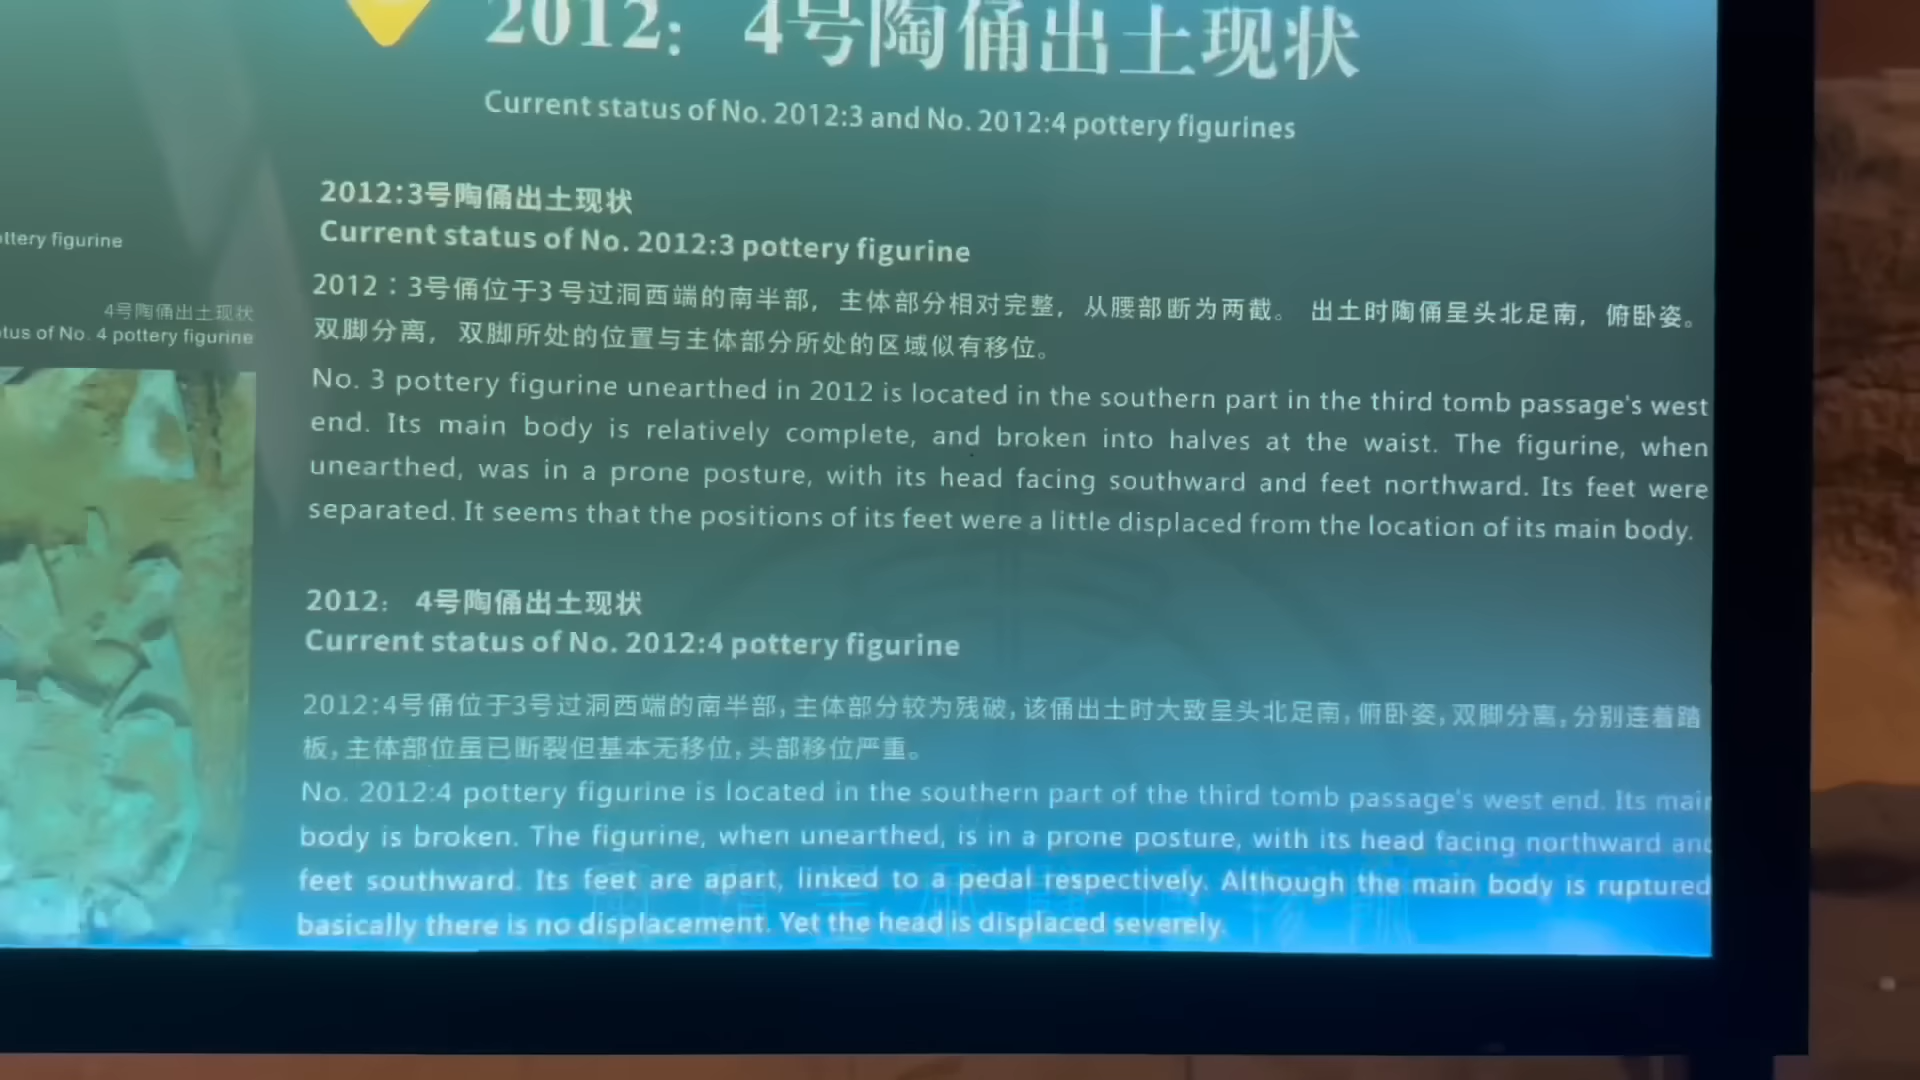 2012：4号陶俑出土现状
Current status of No. 2012:3 and No. 2012:4 pottery figurines
2012:3号陶俑出土现状
Current status of No. 2012:3 pottery figurine
pottery figurine
2012：3号俑位于3号过洞西端的南半部，主体部分相对完整，从腰部断为两截。 出土时陶俑呈头北足南，俯卧姿。
双脚分离，双脚所处的位置与主体部分所处的区域似有移位。
4号陶俑出土现状
tus of No. 4 pottery figurine
No. 3 pottery figurine unearthed in 2012 is located in the southern part in the third tomb passage's west
end. Its main body is relatively complete, and broken into halves at the waist. The figurine, when
unearthed, was in a prone posture, with its head facing southward and feet northward. Its feet were
separated. It seems that the positions of its feet were a little displaced from the location of its main body.
2012： 4号陶俑出土现状
Current status of No. 2012:4 pottery figurine
2012:4号俑位于3号过洞西端的南半部,主体部分较为残破,该俑出土时大致呈头北足南,俯卧姿,双脚分离,分别连着踏
板,主体部位虽已断裂但基本无移位,头部移位严重。
No. 2012:4 pottery figurine is located in the southern part of the third tomb passage's west end. Its main
body is broken. The figurine, when unearthed, is in a prone posture, with its head facing northward and
feet southward. Its feet are apart, linked to a pedal respectively. Although the main body is ruptured
basically there is no displacement. Yet the head is displaced severely.